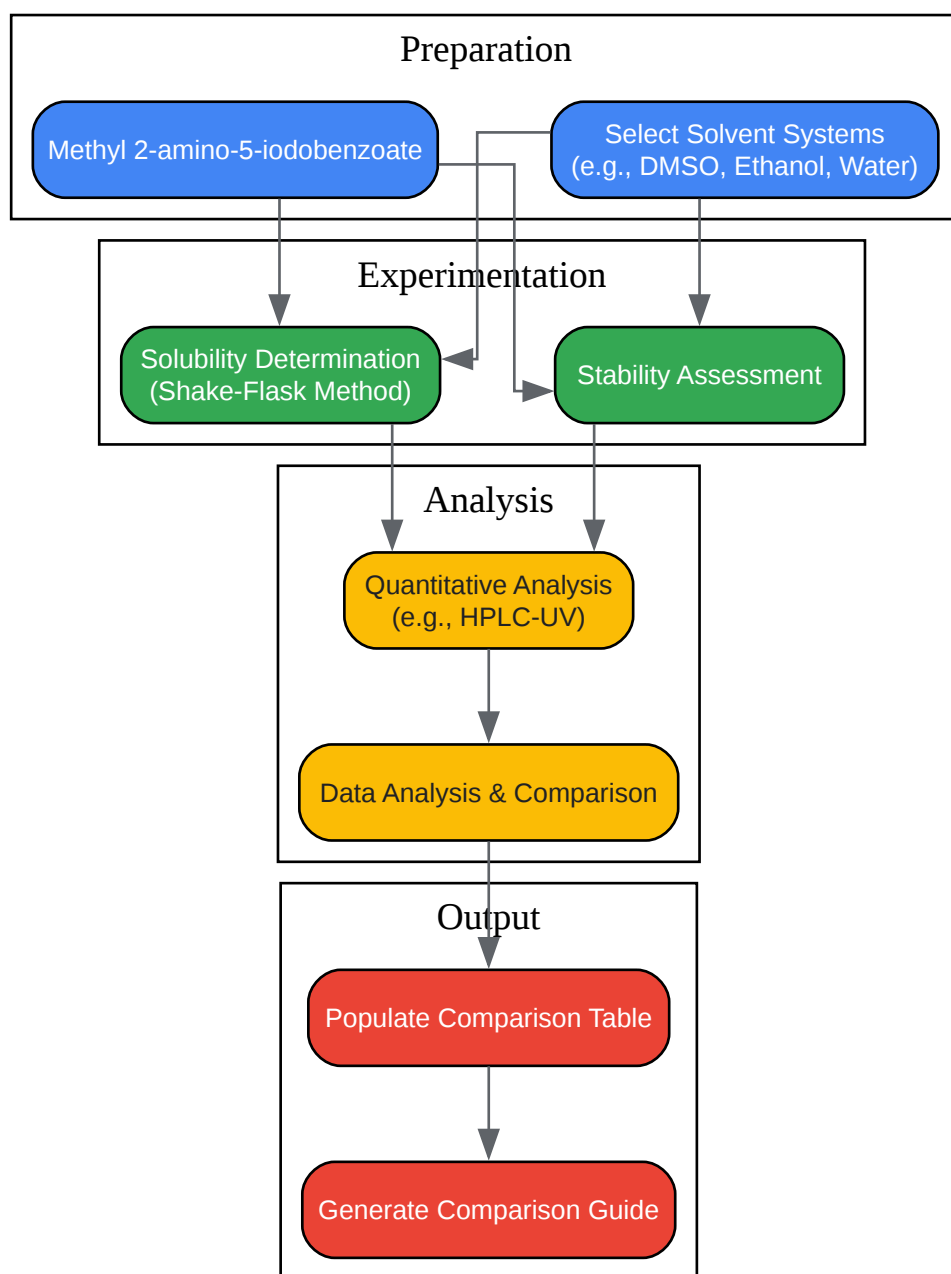 Preparation
Methyl 2-amino-5-iodobenzoate
Select Solvent Systems
(e.g., DMSO, Ethanol, Water)
Experimentation
Solubility Determination
(Shake-Flask Method)
Stability Assessment
Analysis
Quantitative Analysis
(e.g., HPLC-UV)
Data Analysis & Comparison
Output
Populate Comparison Table
Generate Comparison Guide